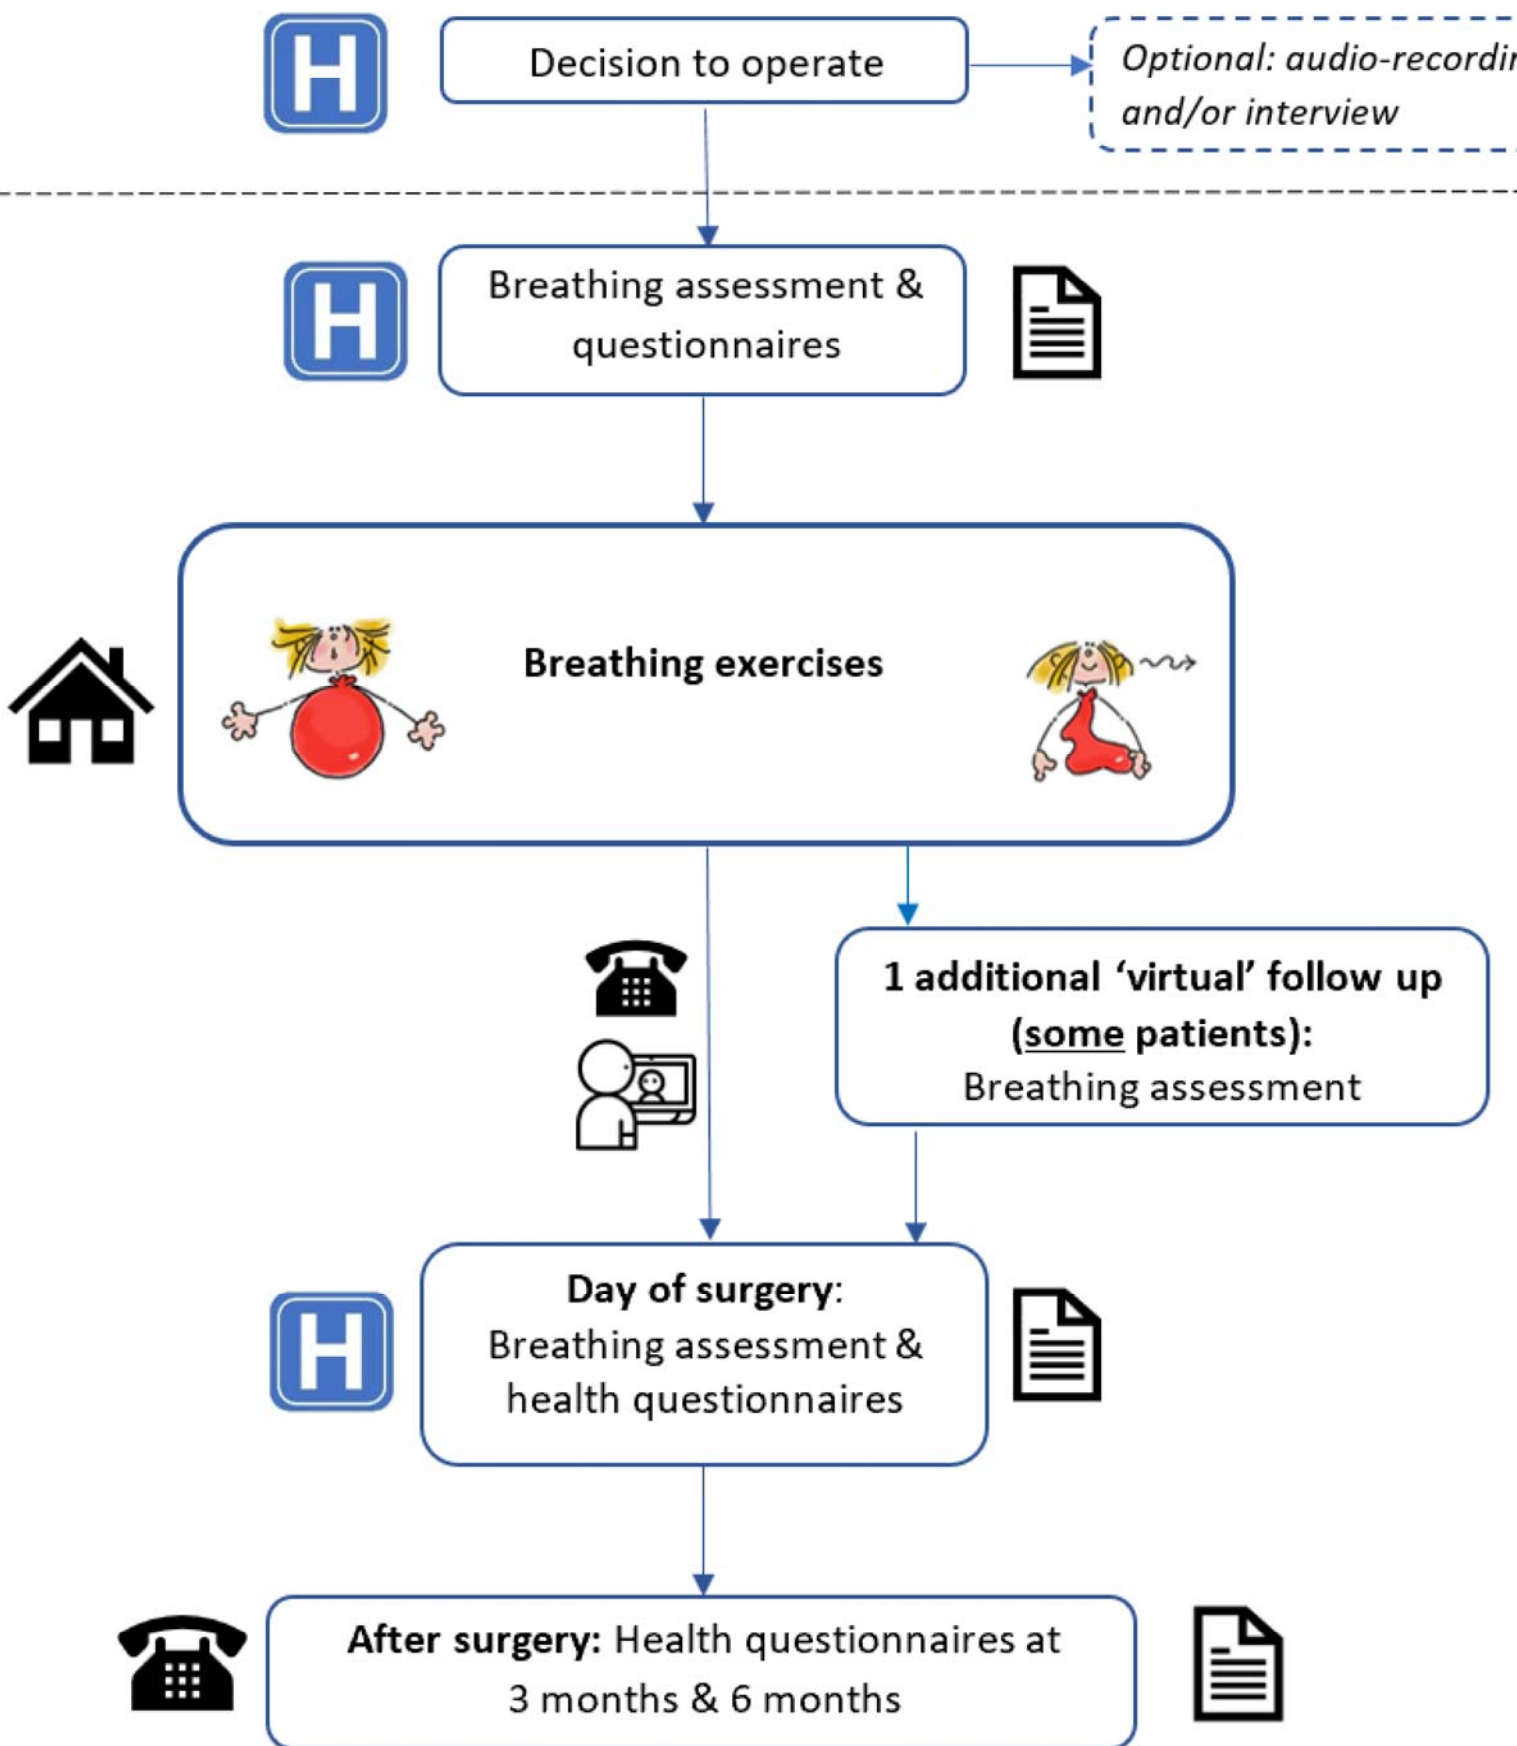 H
Decision to operate
Optional: audio-recordin
and/or interview
H
Breathing assessment &
questionnaires
Breathing exercises
1 additional ‘virtual’ follow up
(some patients):
Breathing assessment
H
Day of surgery:
Breathing assessment &
health questionnaires
After surgery: Health questionnaires at
3 months & 6 months